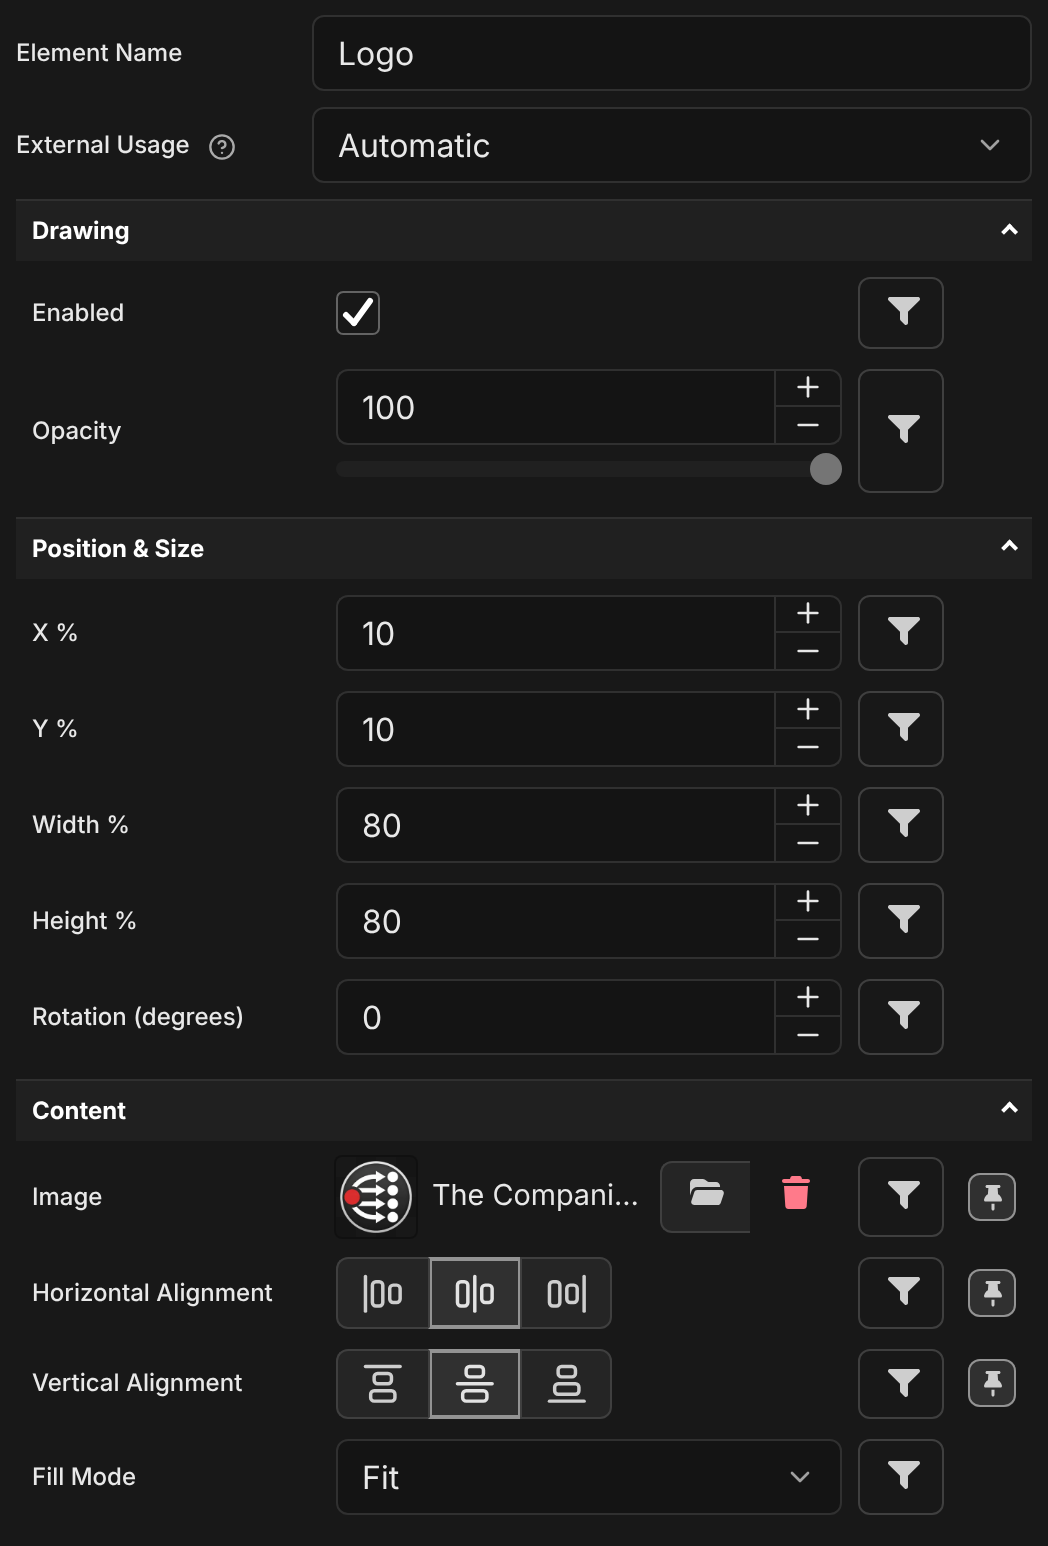 Element Name
Logo
External Usage ?
Automatic
Drawing
Enabled
Opacity
100
Position & Size
X %
10
Y %
10
Width %
80
Height %
80
Rotation (degrees)
0
Content
Image
The Compani...
Horizontal Alignment
Vertical Alignment
Fill Mode
Fit